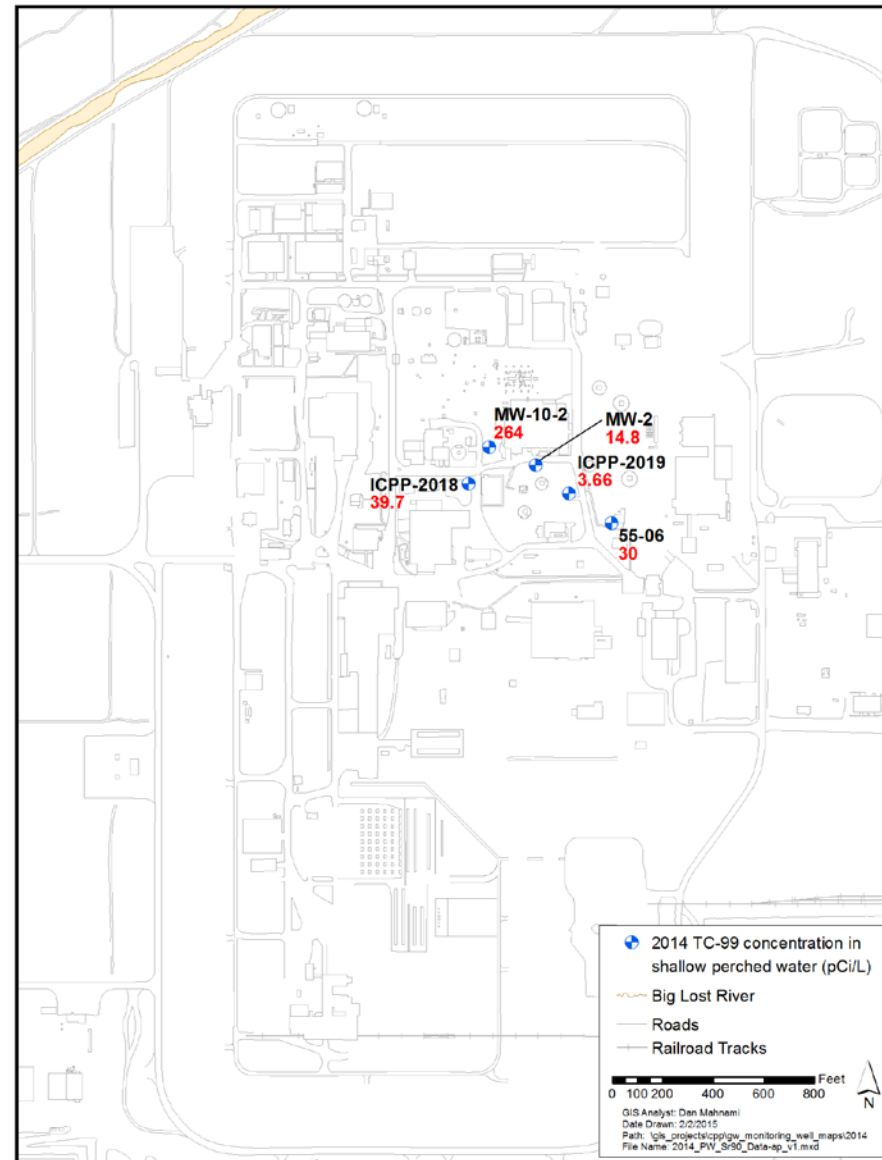 MW-10-2
264
MW-2
14.8
ICPP-2019
3.66
ICPP-2018
39.7
55-06
30
2014 TC-99 concentration in
shallow perched water (pCi/L)
Big Lost River
Roads
Railroad Tracks
Feet
0 100 200 400 600 800
N
GIS Analyst: Dan Mahnami
Date Drawn: 2/2/2015
Path: \gis_projects\cpp\gw_monitoring_well_maps\2014
File Name: 2014_PW_Sr90_Data-ap_v1.mxd